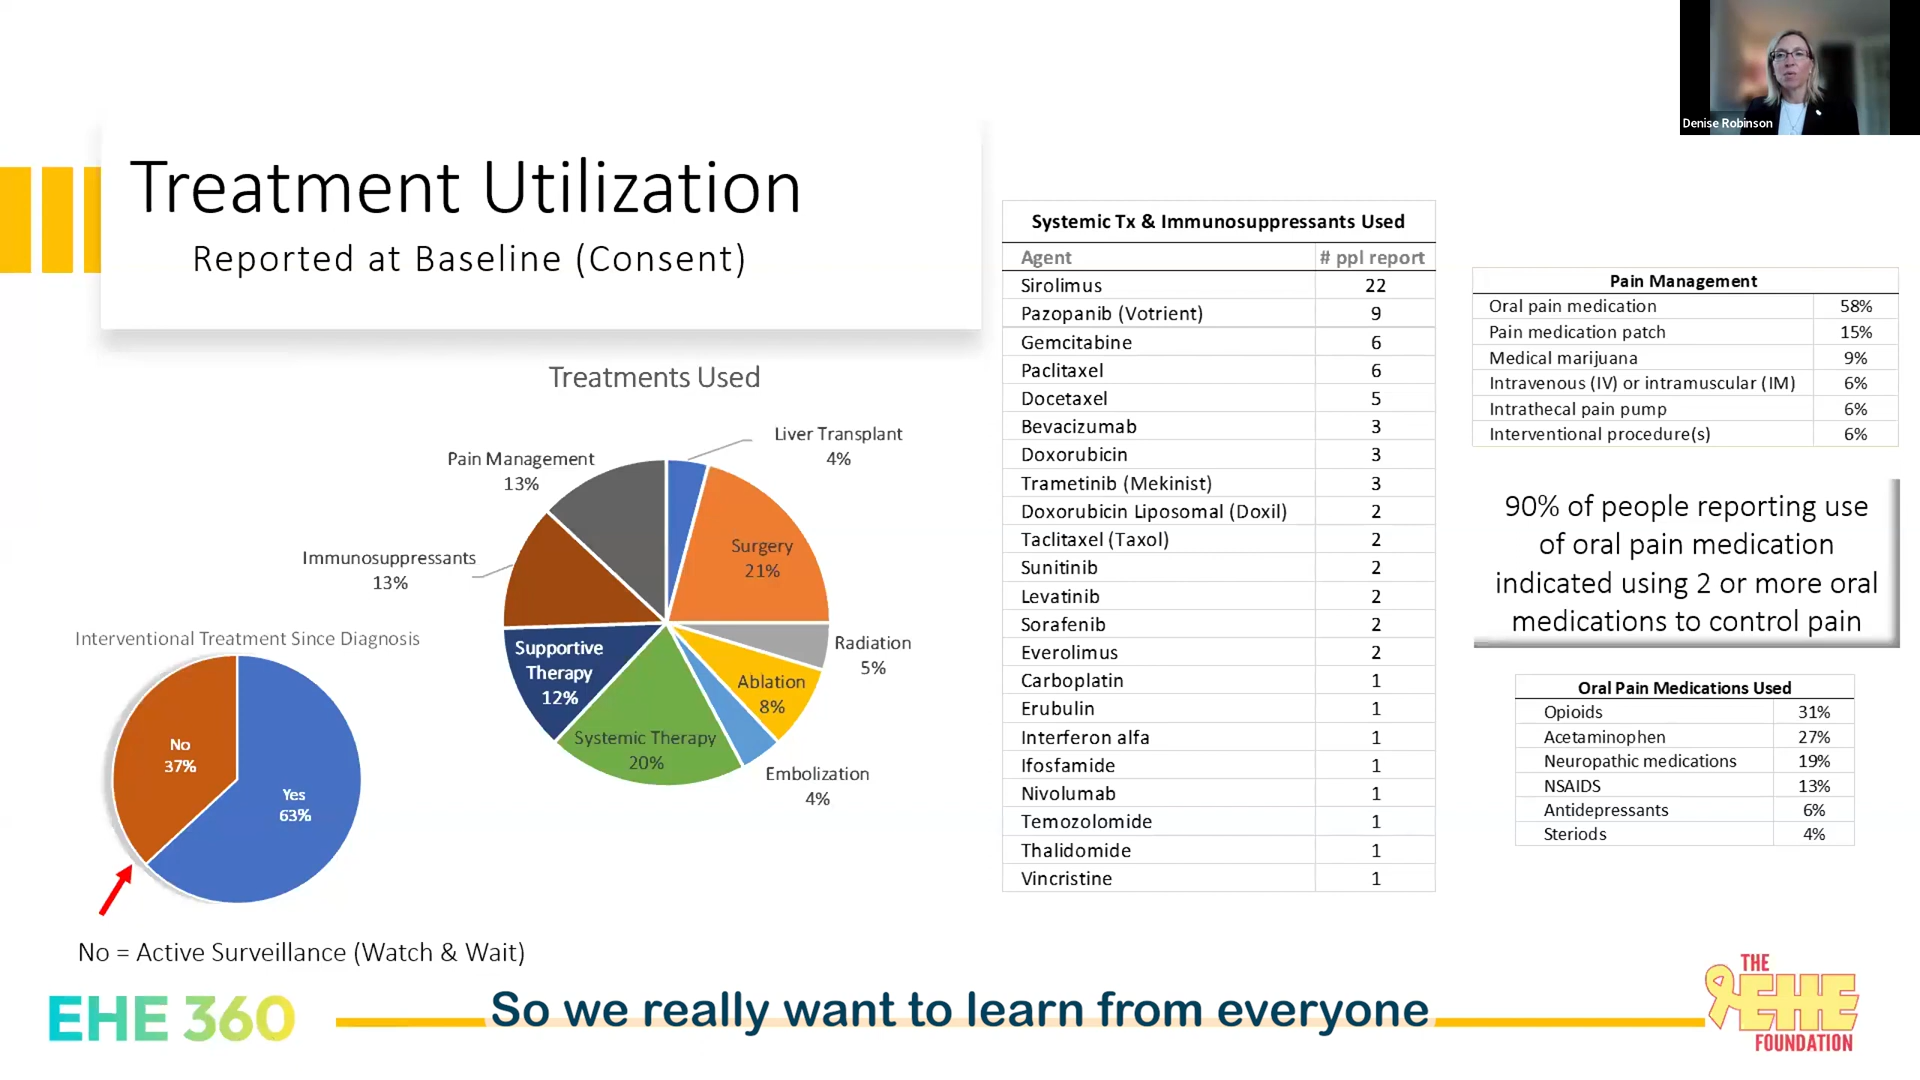 Denise Robinson
Treatment Utilization
Reported at Baseline (Consent)
Treatments Used
Liver Transplant
4%
Pain Management
13%
Surgery
21%
Immunosuppressants
13%
Radiation
5%
Supportive
Therapy
12%
Ablation
8%
Systemic Therapy
20%
Embolization
4%
Interventional Treatment Since Diagnosis
No
37%
Yes
63%
No = Active Surveillance (Watch & Wait)
Systemic Tx & Immunosuppressants Used
Agent # ppl report
Sirolimus 22
Pazopanib (Votrient) 9
Gemcitabine 6
Paclitaxel 6
Docetaxel 5
Bevacizumab 3
Doxorubicin 3
Trametinib (Mekinist) 3
Doxorubicin Liposomal (Doxil) 2
Taclitaxel (Taxol) 2
Sunitinib 2
Levatinib 2
Sorafenib 2
Everolimus 2
Carboplatin 1
Erubulin 1
Interferon alfa 1
Ifosfamide 1
Nivolumab 1
Temozolomide 1
Thalidomide 1
Vincristine 1
Pain Management
Oral pain medication 58%
Pain medication patch 15%
Medical marijuana 9%
Intravenous (IV) or intramuscular (IM) 6%
Intrathecal pain pump 6%
Interventional procedure(s) 6%
90% of people reporting use
of oral pain medication
indicated using 2 or more oral
medications to control pain
Oral Pain Medications Used
Opioids 31%
Acetaminophen 27%
Neuropathic medications 19%
NSAIDS 13%
Antidepressants 6%
Steriods 4%
EHE 360
So we really want to learn from everyone
THE
EHE
FOUNDATION